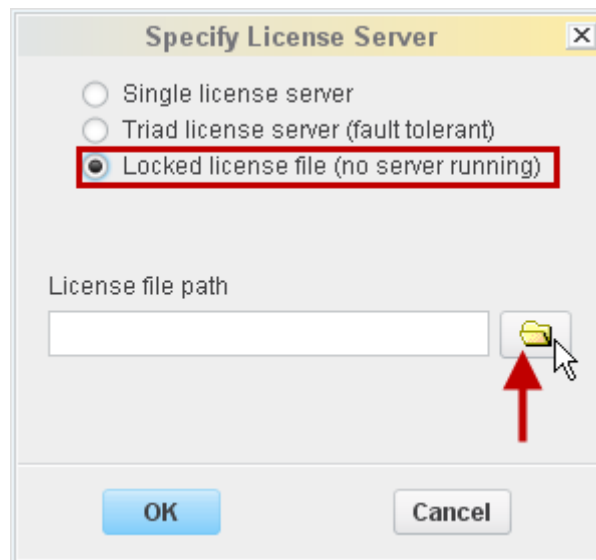 Specify License Server
Single license server
Triad license server (fault tolerant)
Locked license file (no server running)
License file path
OK
Cancel